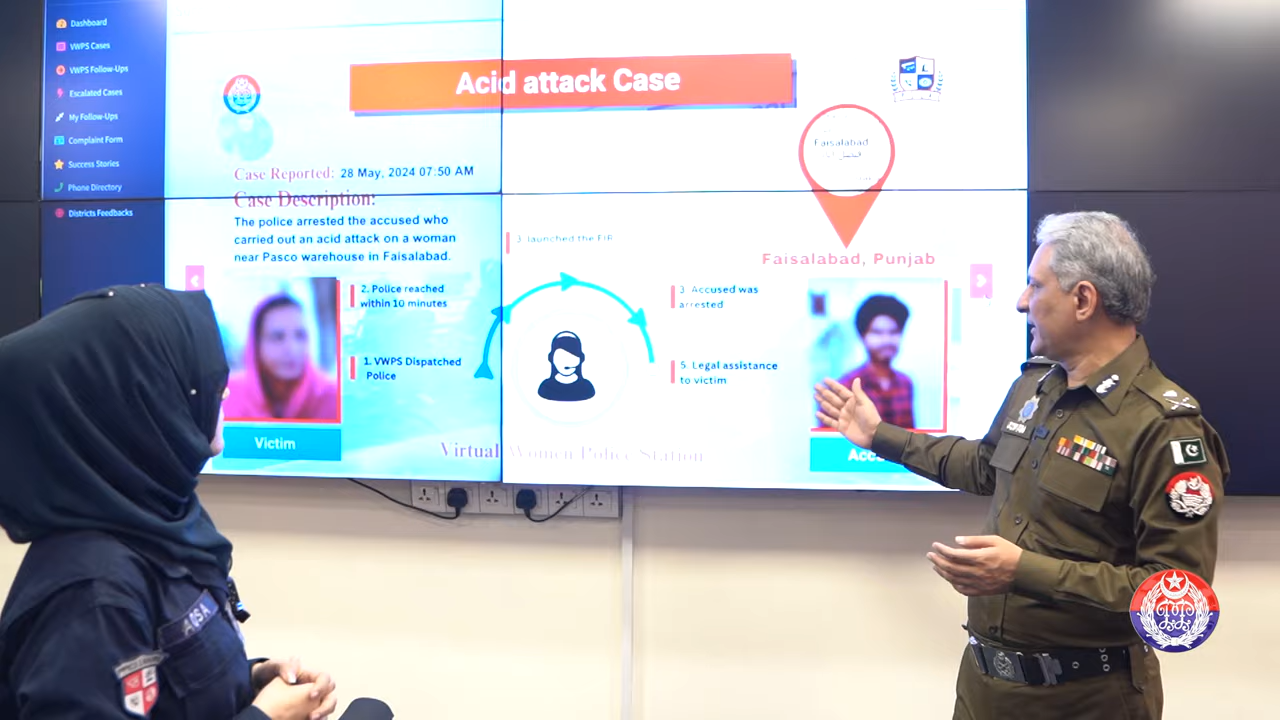 Dashboard
VWPS Cases
VWPS Follow-Ups
Escalated Cases
My Follow-Ups
Complaint Form
Success Stories
Phone Directory
Districts Feedbacks
Acid attack Case
Case Reported: 28 May, 2024 07:50 AM
Case Description:
The police arrested the accused who
carried out an acid attack on a woman
near Pasco warehouse in Faisalabad.
Faisalabad
فیصل آباد
Faisalabad, Punjab
3. launched the FIR
2. Police reached
within 10 minutes
1. VWPS Dispatched
Police
3. Accused was
arrested
5. Legal assistance
to victim
Victim
Virtual Women Police Station